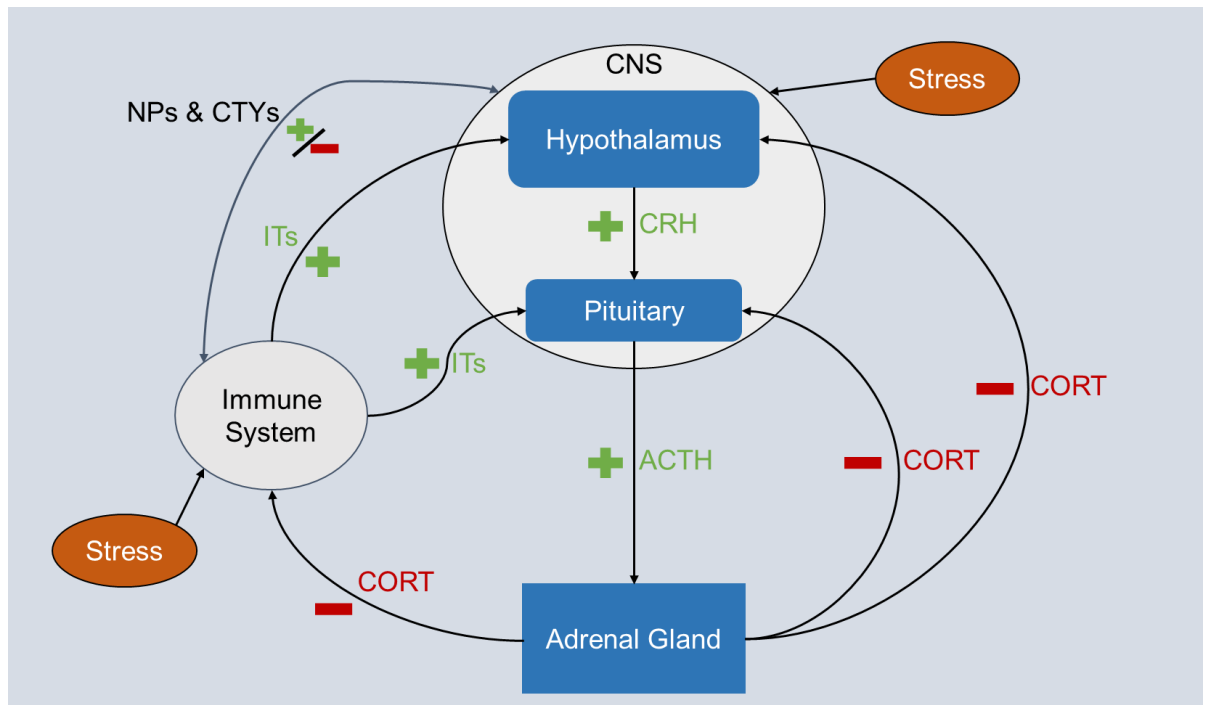 CNS
Stress
NPs & CTYs
Hypothalamus
ITs
CRH
Pituitary
ITs
Immune
System
CORT
ACTH
CORT
Stress
CORT
Adrenal Gland